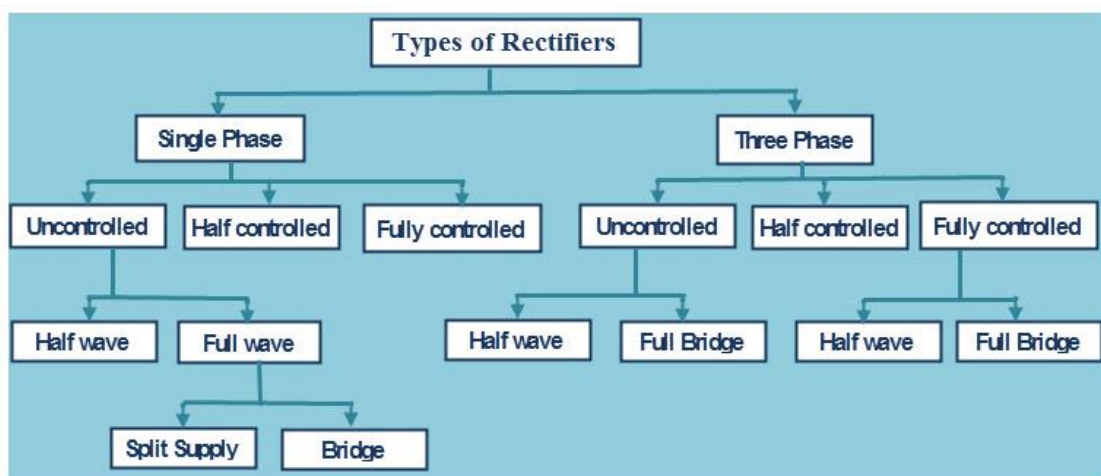 Types of Rectifiers
Single Phase
Three Phase
Uncontrolled
Half controlled
Fully controlled
Uncontrolled
Half controlled
Fully controlled
Half wave
Full wave
Half wave
Full Bridge
Half wave
Full Bridge
Split Supply
Bridge